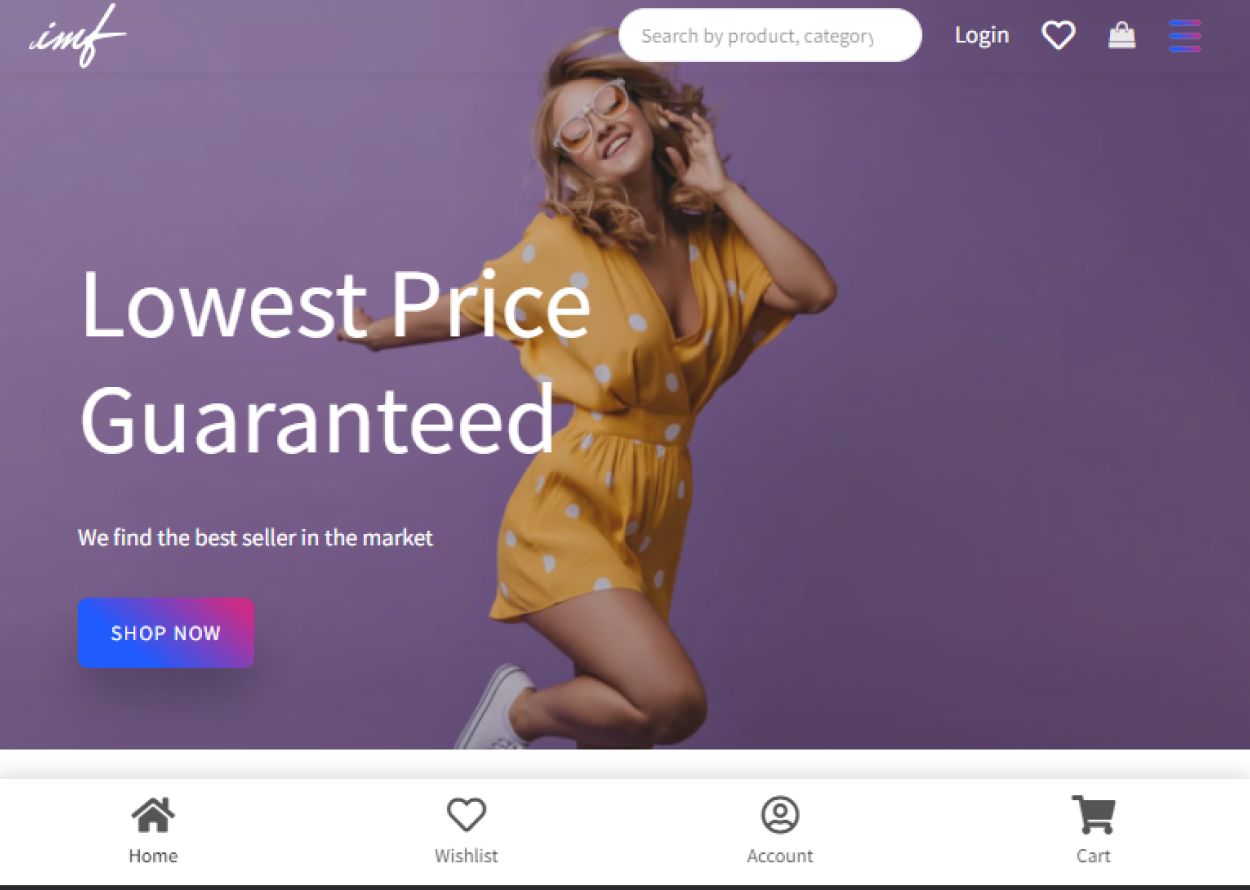 imf
Search by product, category
Login
Lowest Price
Guaranteed
We find the best seller in the market
SHOP NOW
Home
Wishlist
Account
Cart